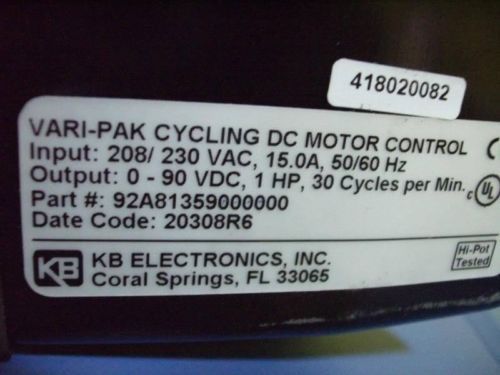 418020082
VARI-PAK CYCLING DC MOTOR CONTROL
Input: 208/ 230 VAC, 15.0A, 50/60 Hz
Output: 0 - 90 VDC, 1 HP, 30 Cycles per Min.
Part #: 92A81359000000
Date Code: 20308R6
c UL
KB KB ELECTRONICS, INC.
Coral Springs, FL 33065
Hi-Pot
Tested